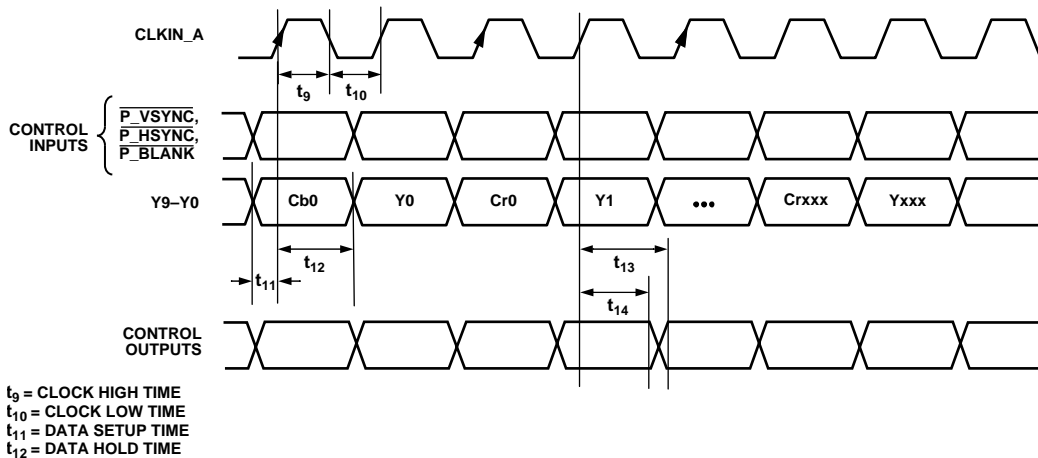 CLKIN_A
t9
t10
CONTROL
INPUTS
P_VSYNC,
P_HSYNC,
P_BLANK
Y9–Y0
Cb0
Y0
Cr0
Y1
•••
Crxxx
Yxxx
t12
t11
t13
t14
CONTROL
OUTPUTS
t9 = CLOCK HIGH TIME
t10 = CLOCK LOW TIME
t11 = DATA SETUP TIME
t12 = DATA HOLD TIME